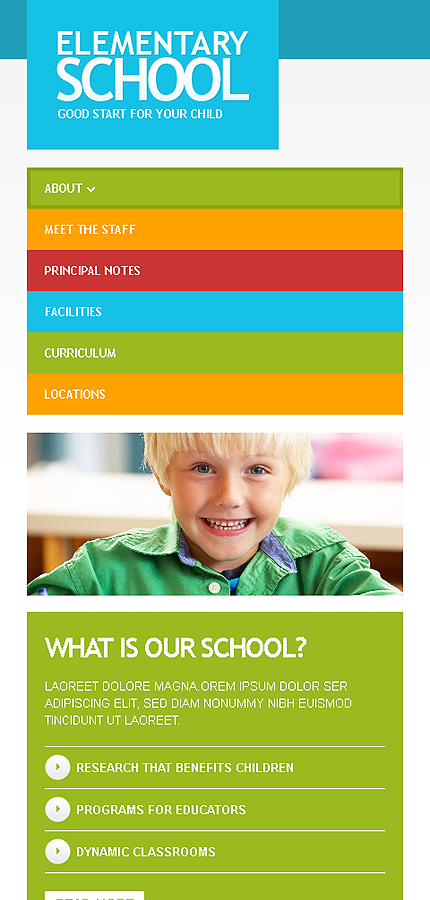 ELEMENTARY
SCHOOL
GOOD START FOR YOUR CHILD
ABOUT
MEET THE STAFF
PRINCIPAL NOTES
FACILITIES
CURRICULUM
LOCATIONS
WHAT IS OUR SCHOOL?
LAOREET DOLORE MAGNA.OREM IPSUM DOLOR SER
ADIPISCING ELIT, SED DIAM NONUMMY NIBH EUISMOD
TINCIDUNT UT LAOREET.
RESEARCH THAT BENEFITS CHILDREN
PROGRAMS FOR EDUCATORS
DYNAMIC CLASSROOMS